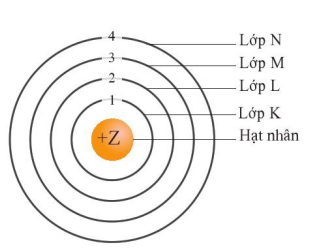 4
Lớp N
3
Lớp M
2
Lớp L
1
Lớp K
+Z
Hạt nhân